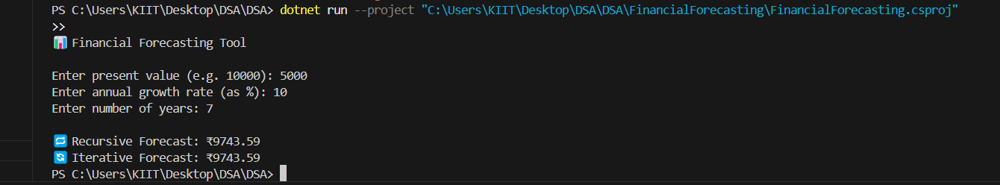 PS C:\Users\KIIT\Desktop\DSA\DSA> dotnet run --project "C:\Users\KIIT\Desktop\DSA\DSA\FinancialForecasting\FinancialForecasting.csproj"
>>
📊 Financial Forecasting Tool
Enter present value (e.g. 10000): 5000
Enter annual growth rate (as %): 10
Enter number of years: 7
🔁 Recursive Forecast: ₹9743.59
🔄 Iterative Forecast: ₹9743.59
PS C:\Users\KIIT\Desktop\DSA\DSA>